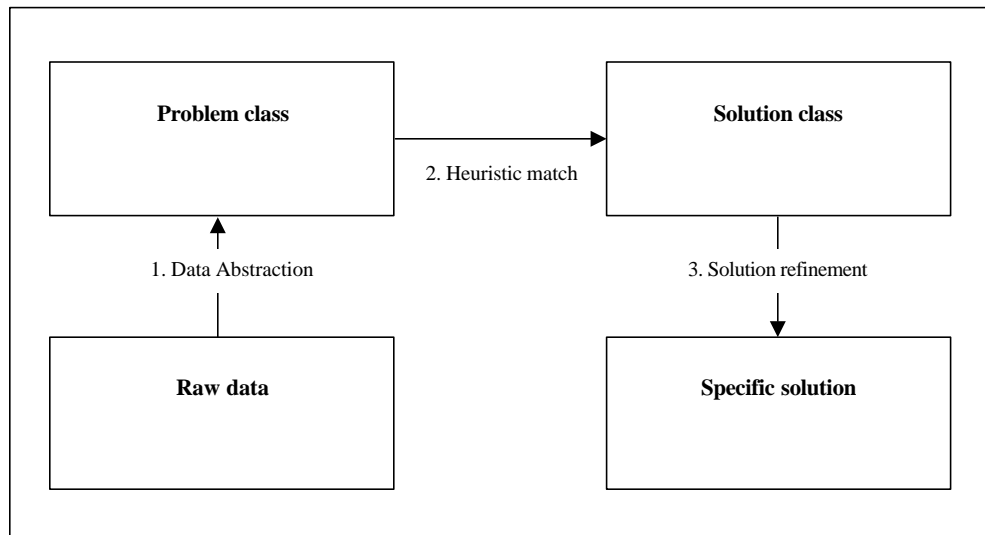 Problem class
Solution class
2. Heuristic match
1. Data Abstraction
3. Solution refinement
Raw data
Specific solution